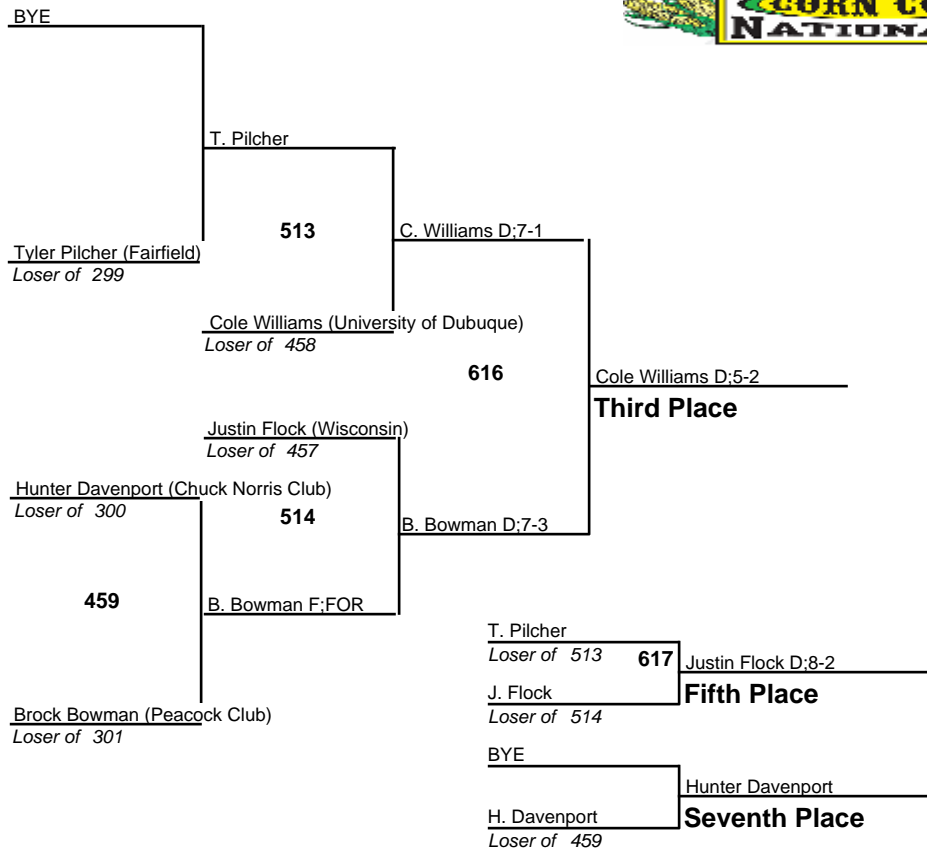 BYE
CORN CO
NATIONA
T. Pilcher
513
C. Williams D;7-1
Tyler Pilcher (Fairfield)
Loser of 299
Cole Williams (University of Dubuque)
Loser of 458
616
Cole Williams D;5-2
Third Place
Justin Flock (Wisconsin)
Loser of 457
Hunter Davenport (Chuck Norris Club)
Loser of 300
514
B. Bowman D;7-3
459
B. Bowman F;FOR
Brock Bowman (Peacock Club)
Loser of 301
T. Pilcher
Loser of 513
617
Justin Flock D;8-2
Fifth Place
J. Flock
Loser of 514
BYE
Hunter Davenport
Seventh Place
H. Davenport
Loser of 459